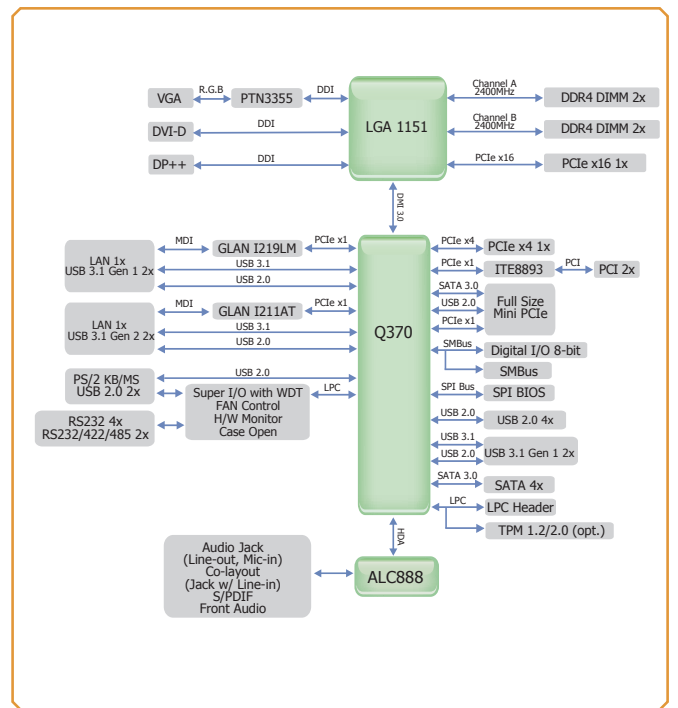 VGA
R.G.B
PTN3355
DDI
DVI-D
DDI
DP++
DDI
LGA 1151
Channel A
2400MHz
DDR4 DIMM 2x
Channel B
2400MHz
DDR4 DIMM 2x
PCIe x16
PCIe x16 1x
DMI 3.0
LAN 1x
USB 3.1 Gen 1 2x
MDI
GLAN I219LM
PCIe x1
USB 3.1
USB 2.0
LAN 1x
USB 3.1 Gen 2 2x
MDI
GLAN I211AT
PCIe x1
USB 3.1
USB 2.0
PS/2 KB/MS
USB 2.0 2x
USB 2.0
Super I/O with WDT
FAN Control
H/W Monitor
Case Open
LPC
RS232 4x
RS232/422/485 2x
Q370
PCIe x4
PCIe x4 1x
PCIe x1
ITE8893
PCI
PCI 2x
SATA 3.0
USB 2.0
PCIe x1
Full Size
Mini PCIe
SMBus
Digital I/O 8-bit
SMBus
SPI Bus
SPI BIOS
USB 2.0
USB 2.0 4x
USB 3.1
USB 2.0
USB 3.1 Gen 1 2x
SATA 3.0
SATA 4x
LPC
LPC Header
TPM 1.2/2.0 (opt.)
HDA
Audio Jack
(Line-out, Mic-in)
Co-layout
(Jack w/ Line-in)
S/PDIF
Front Audio
ALC888